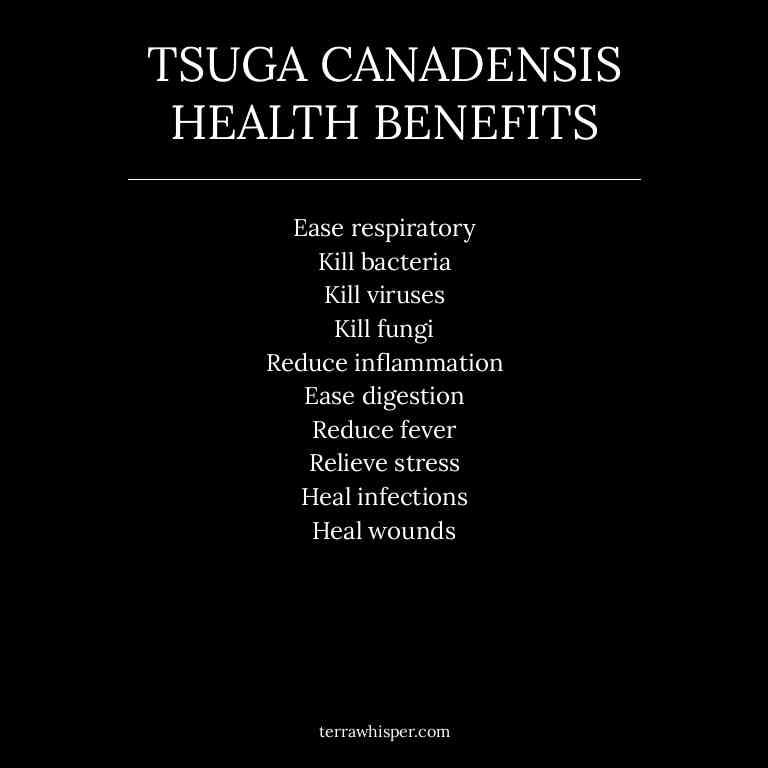 TSUGA CANADENSIS
HEALTH BENEFITS
Ease respiratory
Kill bacteria
Kill viruses
Kill fungi
Reduce inflammation
Ease digestion
Reduce fever
Relieve stress
Heal infections
Heal wounds
terrawhisper.com